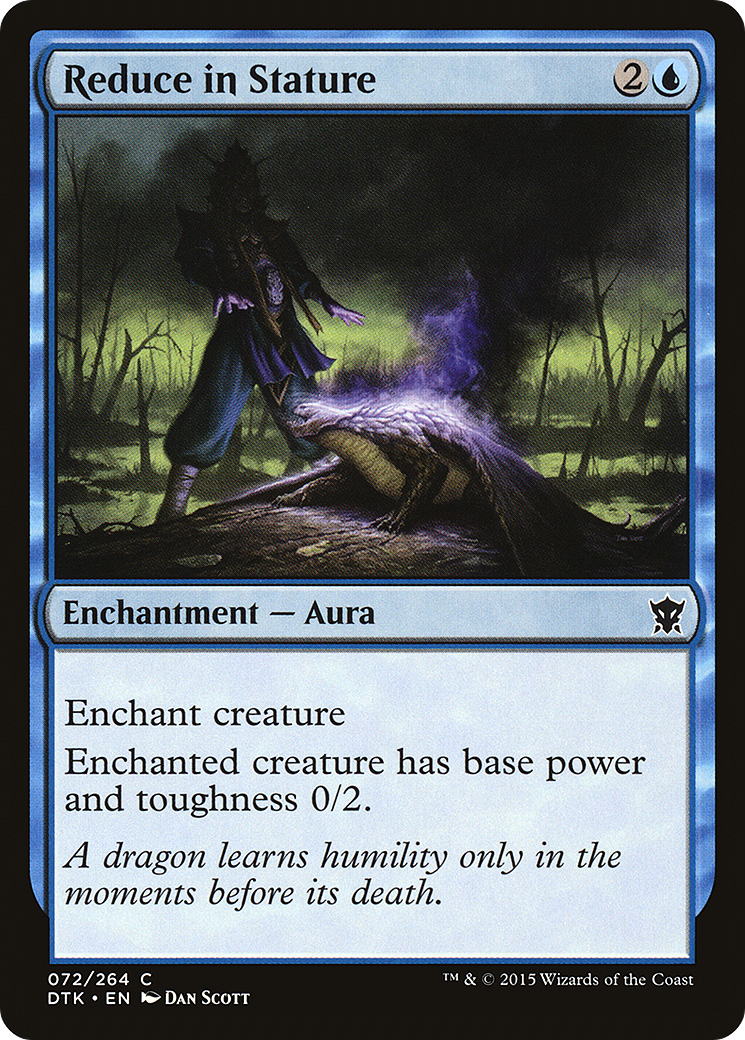 Reduce in Stature 2
Enchantment — Aura
Enchant creature
Enchanted creature has base power
and toughness 0/2.
A dragon learns humility only in the
moments before its death.
072/264 C
DTK • EN Dan Scott
™ & © 2015 Wizards of the Coast